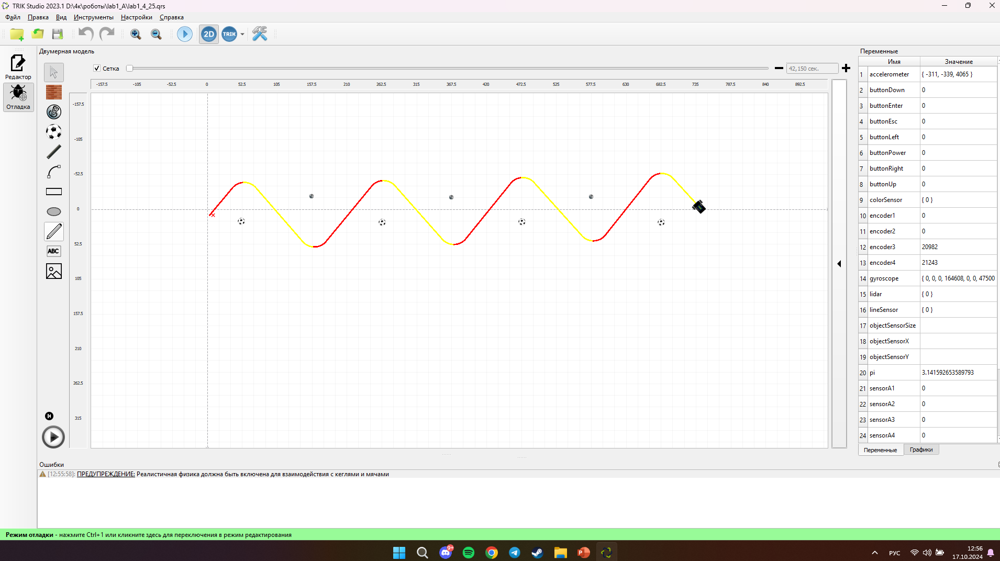 TRIK Studio 2023.1 D:\4к\роботы\lab1_A\lab1_4_25.qrs
Файл Правка Вид Инструменты Настройки Справка
2D TRIK
Редактор
Отладка
Двумерная модель
Сетка 42,150 сек.
-157.5 -105 -52.5 0 52.5 105 157.5 210 262.5 315 367.5 420 472.5 525 577.5 630 682.5 735 787.5 840 892.5
-157.5
-105
-52.5
0
52.5
105
157.5
210
262.5
315
ABC
Переменные
Имя Значение
1 accelerometer { -311, -339, 4065 }
2 buttonDown 0
3 buttonEnter 0
4 buttonEsc 0
5 buttonLeft 0
6 buttonPower 0
7 buttonRight 0
8 buttonUp 0
9 colorSensor { 0 }
10 encoder1 0
11 encoder2 0
12 encoder3 20982
13 encoder4 21243
14 gyroscope { 0, 0, 0, 164608, 0, 0, 47500
15 lidar { 0 }
16 lineSensor { 0 }
17 objectSensorSize
18 objectSensorX
19 objectSensorY
20 pi 3.141592653589793
21 sensorA1 0
22 sensorA2 0
23 sensorA3 0
24 sensorA4 0
Переменные Графики
Ошибки
[12:55:58]: ПРЕДУПРЕЖДЕНИЕ: Реалистичная физика должна быть включена для взаимодействия с кеглями и мячами
Режим отладки - нажмите Ctrl+1 или кликните здесь для переключения в режим редактирования
9+
P
РУС
12:56
17.10.2024